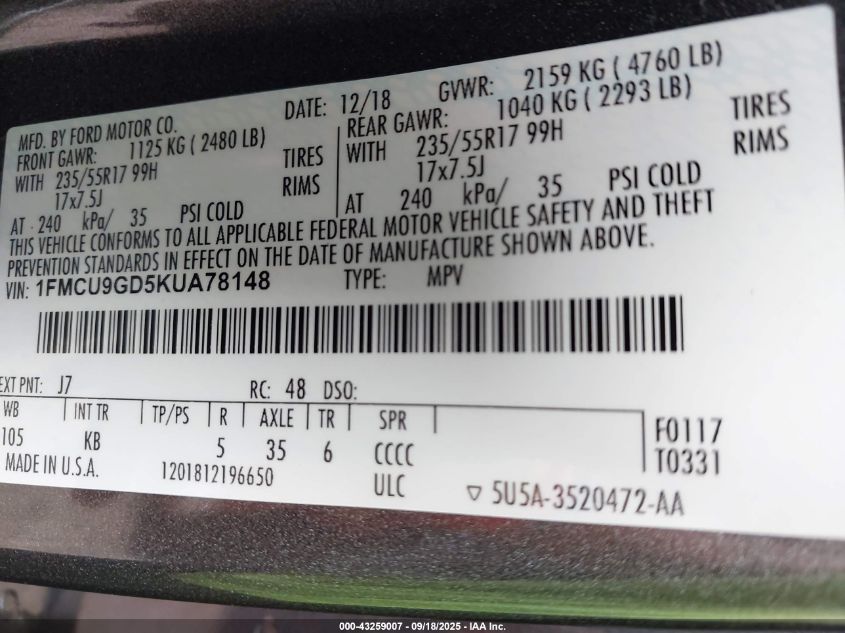 MFD. BY FORD MOTOR CO. DATE: 12/18 GVWR: 2159 KG ( 4760 LB)
FRONT GAWR: 1125 KG ( 2480 LB) REAR GAWR: 1040 KG ( 2293 LB)
WITH 235/55R17 99H TIRES WITH 235/55R17 99H TIRES
17x7.5J RIMS 17x7.5J RIMS
AT 240 kPa/ 35 PSI COLD AT 240 kPa/ 35 PSI COLD
THIS VEHICLE CONFORMS TO ALL APPLICABLE FEDERAL MOTOR VEHICLE SAFETY AND THEFT
PREVENTION STANDARDS IN EFFECT ON THE DATE OF MANUFACTURE SHOWN ABOVE.
VIN: 1FMCU9GD5KUA78148 TYPE: MPV
EXT PNT: J7 RC: 48 DSO:
WB INT TR TP/PS R AXLE TR SPR
105 KB 5 35 6 CCCC
F0117
T0331
MADE IN U.S.A. 1201812196650 ULC ▽ 5U5A-3520472-AA
000-43259007 - 09/18/2025 - IAA Inc.